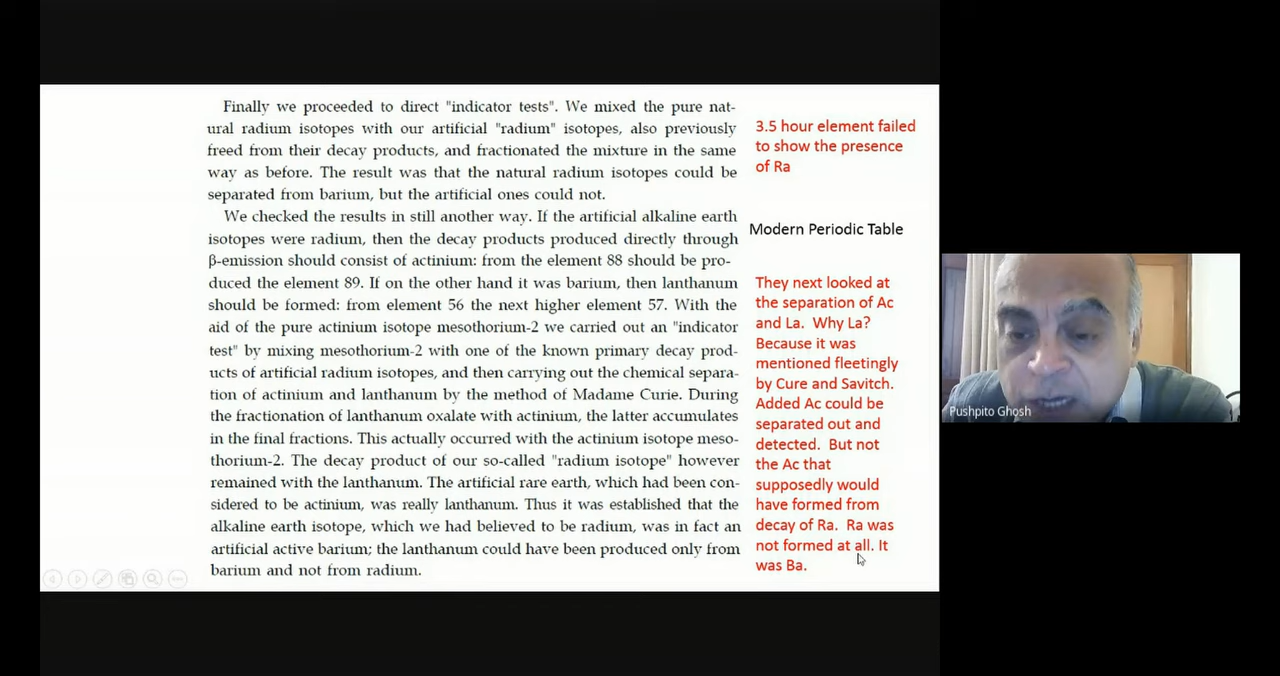 Finally we proceeded to direct "indicator tests". We mixed the pure nat-
ural radium isotopes with our artificial "radium" isotopes, also previously
freed from their decay products, and fractionated the mixture in the same
way as before. The result was that the natural radium isotopes could be
separated from barium, but the artificial ones could not.
We checked the results in still another way. If the artificial alkaline earth
isotopes were radium, then the decay products produced directly through
β-emission should consist of actinium: from the element 88 should be pro-
duced the element 89. If on the other hand it was barium, then lanthanum
should be formed: from element 56 the next higher element 57. With the
aid of the pure actinium isotope mesothorium-2 we carried out an "indicator
test" by mixing mesothorium-2 with one of the known primary decay prod-
ucts of artificial radium isotopes, and then carrying out the chemical separa-
tion of actinium and lanthanum by the method of Madame Curie. During
the fractionation of lanthanum oxalate with actinium, the latter accumulates
in the final fractions. This actually occurred with the actinium isotope meso-
thorium-2. The decay product of our so-called "radium isotope" however
remained with the lanthanum. The artificial rare earth, which had been con-
sidered to be actinium, was really lanthanum. Thus it was established that the
alkaline earth isotope, which we had believed to be radium, was in fact an
artificial active barium; the lanthanum could have been produced only from
barium and not from radium.
3.5 hour element failed
to show the presence
of Ra
Modern Periodic Table
They next looked at
the separation of Ac
and La. Why La?
Because it was
mentioned fleetingly
by Cure and Savitch.
Added Ac could be
separated out and
detected. But not
the Ac that
supposedly would
have formed from
decay of Ra. Ra was
not formed at all. It
was Ba.
Pushpito Ghosh